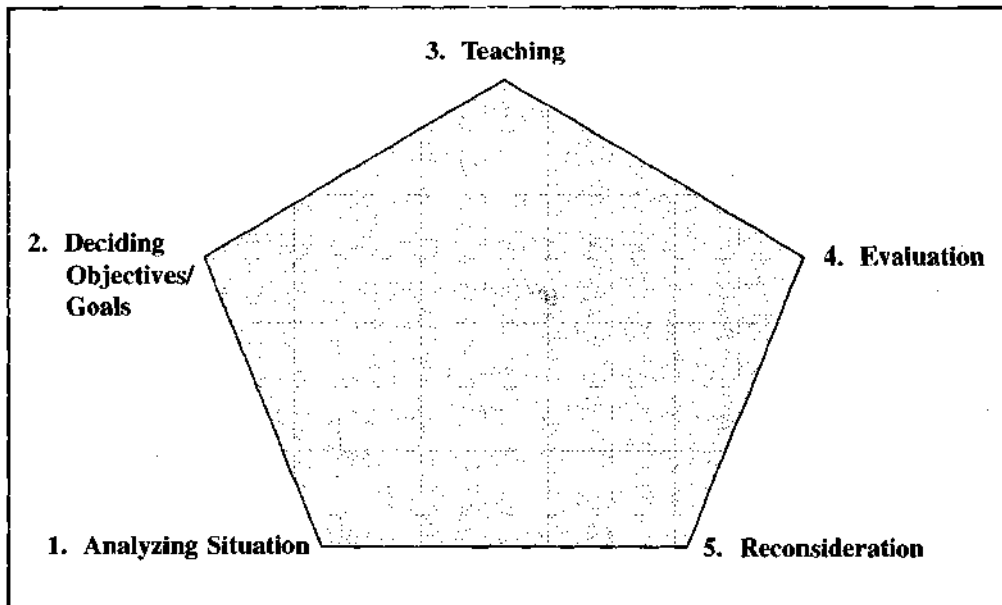 3. Teaching
2. Deciding
Objectives/
Goals
4. Evaluation
1. Analyzing Situation
5. Reconsideration